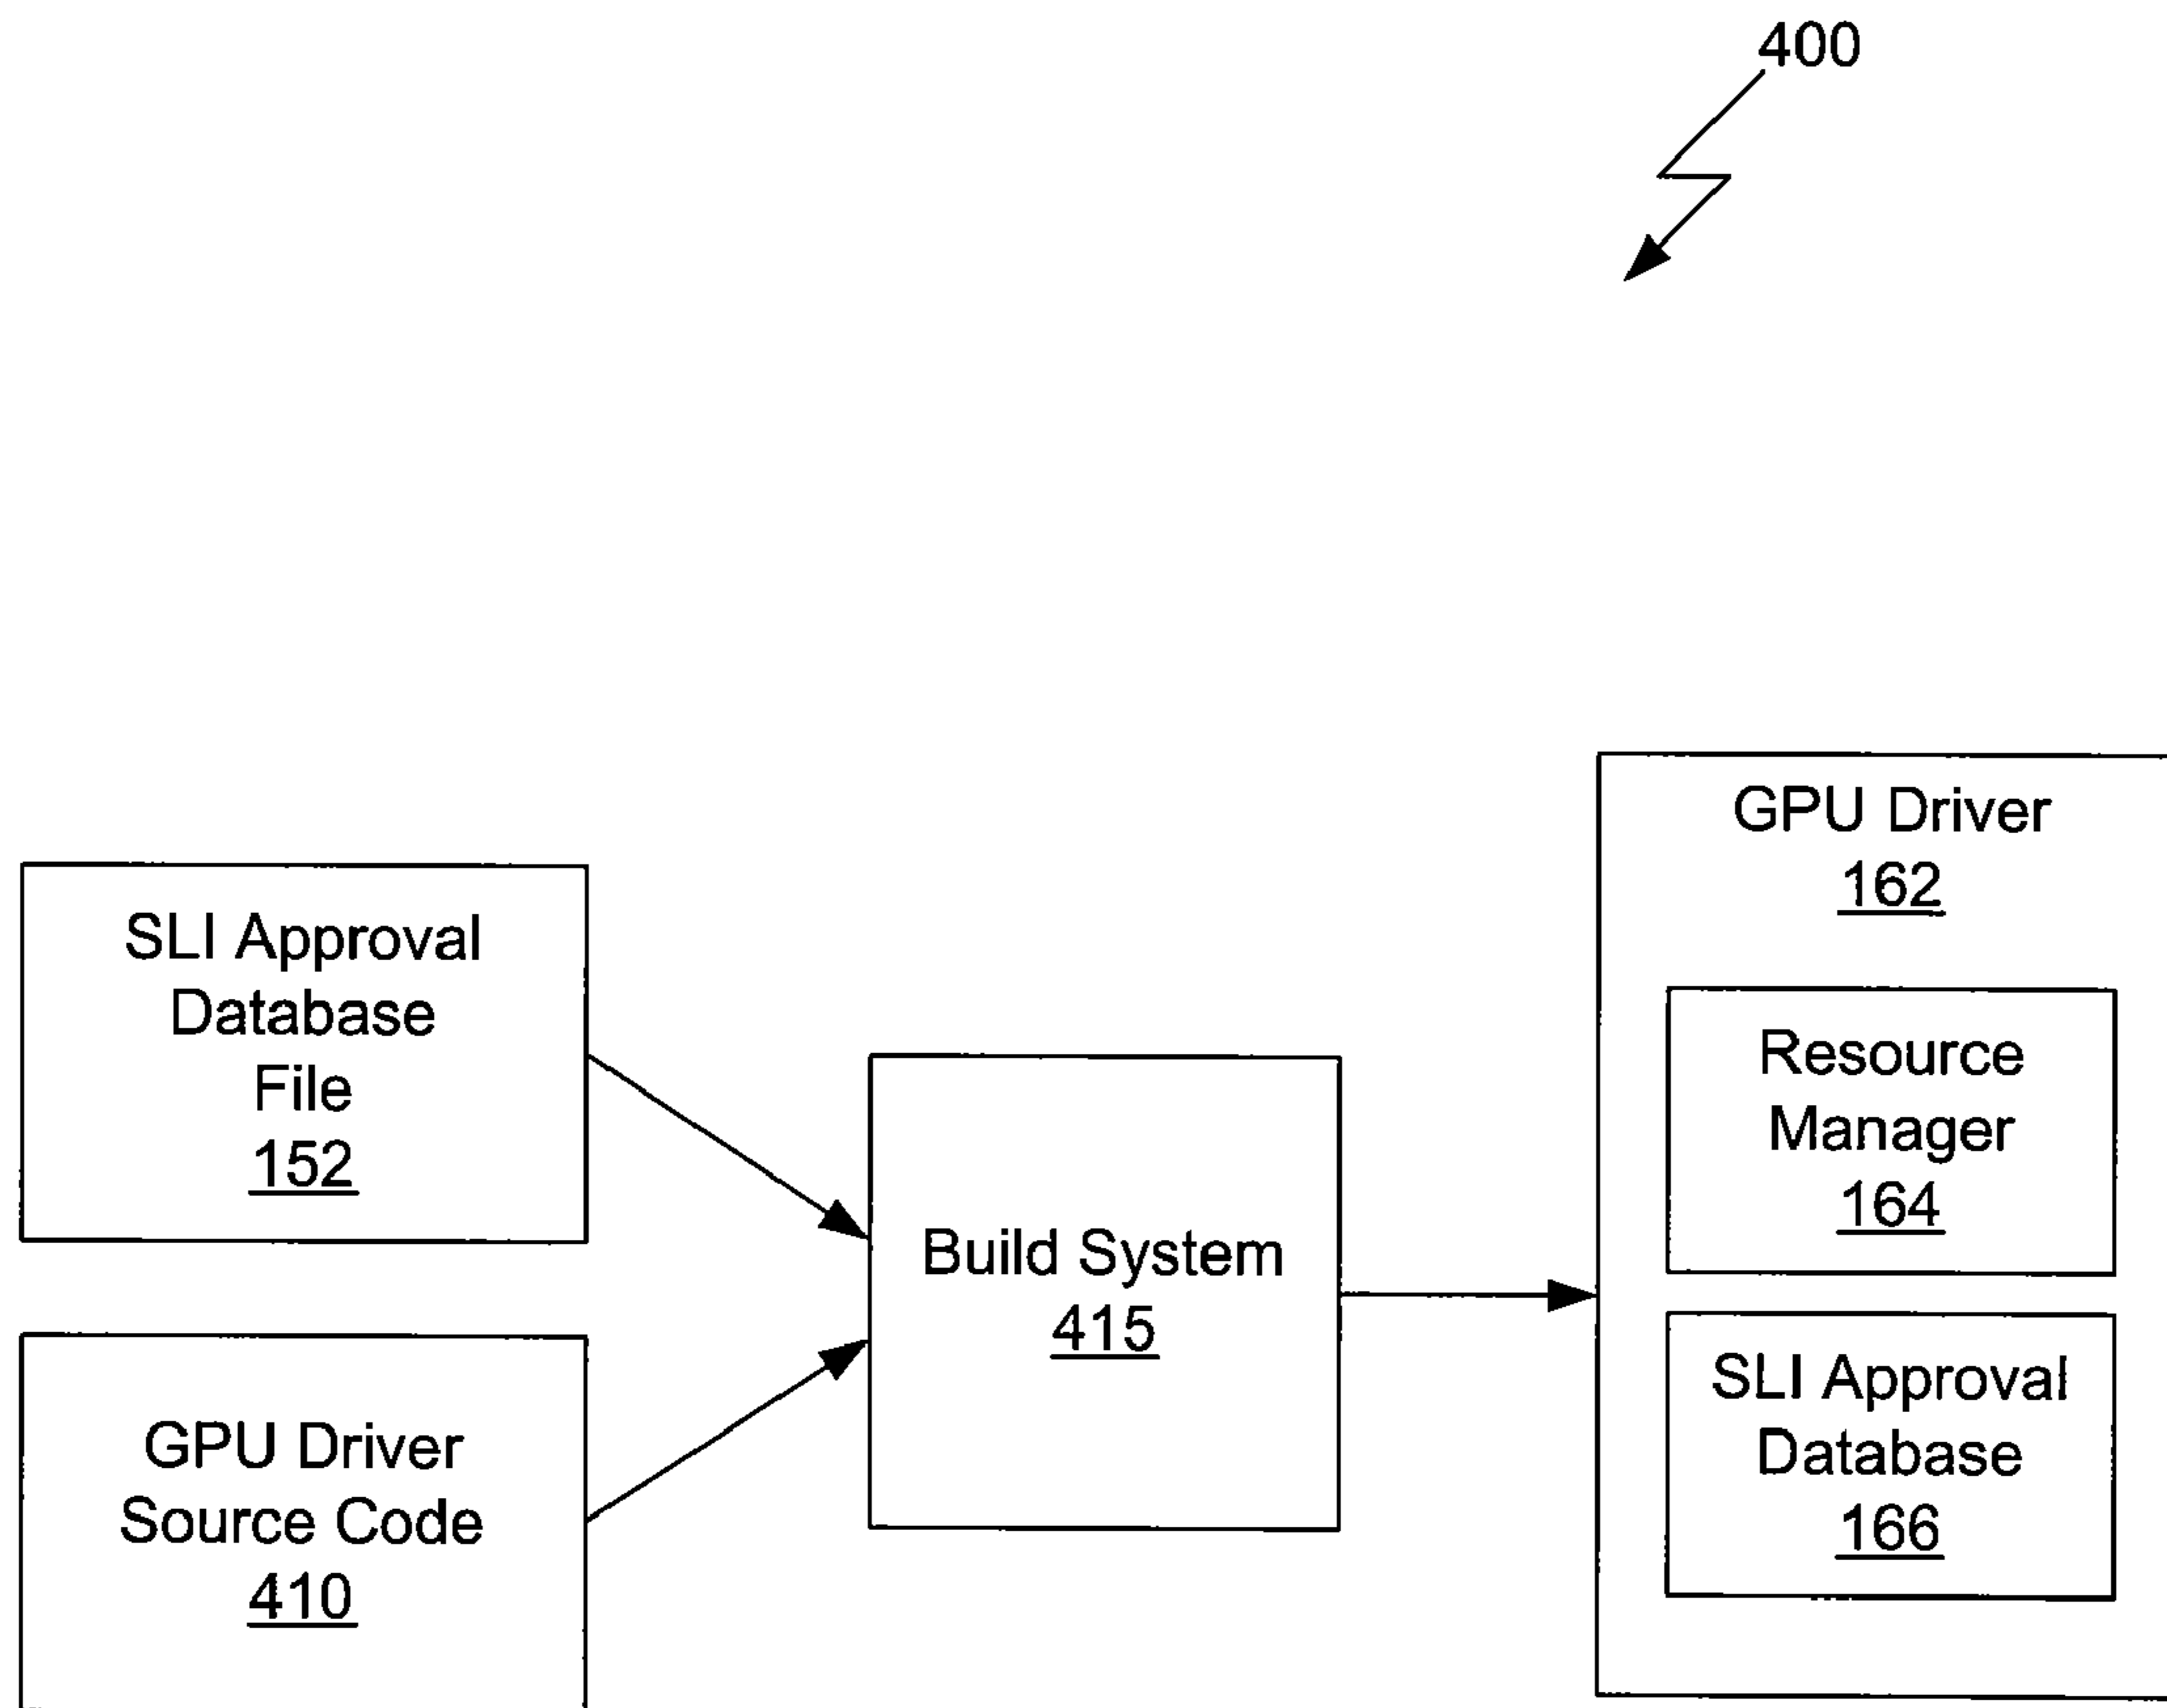 400
SLI Approval
Database
File
152
GPU Driver
Source Code
410
Build System
415
GPU Driver
162
Resource
Manager
164
SLI Approval
Database
166